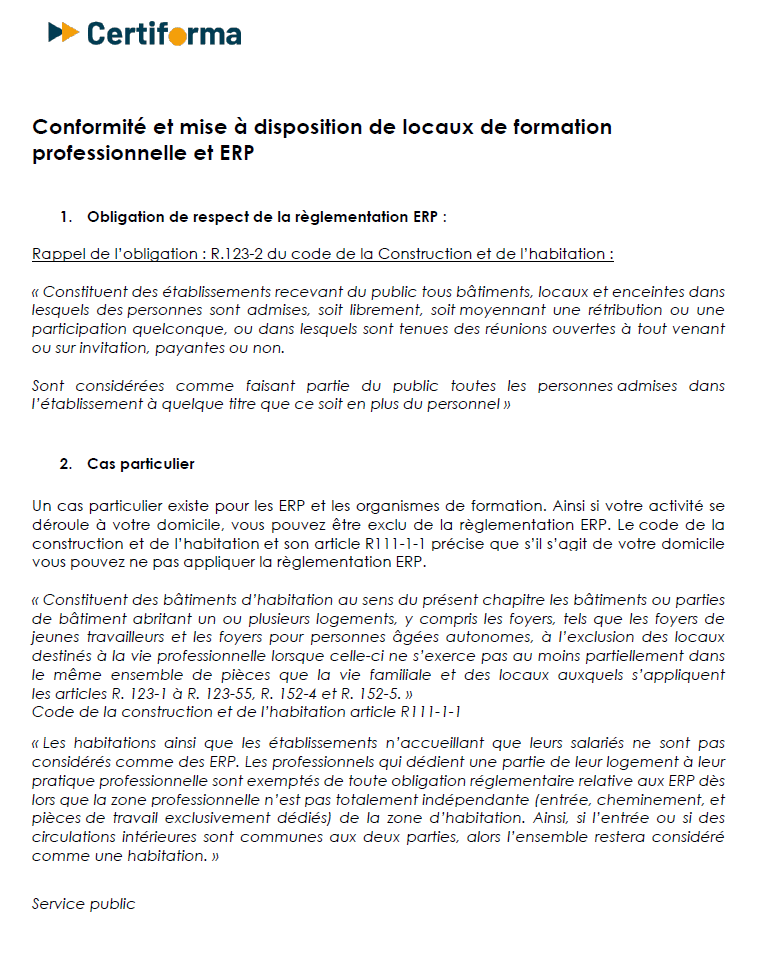 Certiforma
Conformité et mise à disposition de locaux de formation
professionnelle et ERP
1. Obligation de respect de la règlementation ERP :
Rappel de l’obligation : R.123-2 du code de la Construction et de l’habitation :
« Constituent des établissements recevant du public tous bâtiments, locaux et enceintes dans
lesquels des personnes sont admises, soit librement, soit moyennant une rétribution ou une
participation quelconque, ou dans lesquels sont tenues des réunions ouvertes à tout venant
ou sur invitation, payantes ou non.
Sont considérées comme faisant partie du public toutes les personnes admises dans
l’établissement à quelque titre que ce soit en plus du personnel »
2. Cas particulier
Un cas particulier existe pour les ERP et les organismes de formation. Ainsi si votre activité se
déroule à votre domicile, vous pouvez être exclu de la règlementation ERP. Le code de la
construction et de l’habitation et son article R111-1-1 précise que s’il s’agit de votre domicile
vous pouvez ne pas appliquer la règlementation ERP.
« Constituent des bâtiments d’habitation au sens du présent chapitre les bâtiments ou parties
de bâtiment abritant un ou plusieurs logements, y compris les foyers, tels que les foyers de
jeunes travailleurs et les foyers pour personnes âgées autonomes, à l’exclusion des locaux
destinés à la vie professionnelle lorsque celle-ci ne s’exerce pas au moins partiellement dans
le même ensemble de pièces que la vie familiale et des locaux auxquels s’appliquent
les articles R. 123-1 à R. 123-55, R. 152-4 et R. 152-5. »
Code de la construction et de l’habitation article R111-1-1
« Les habitations ainsi que les établissements n’accueillant que leurs salariés ne sont pas
considérés comme des ERP. Les professionnels qui dédient une partie de leur logement à leur
pratique professionnelle sont exemptés de toute obligation réglementaire relative aux ERP dès
lors que la zone professionnelle n’est pas totalement indépendante (entrée, cheminement, et
pièces de travail exclusivement dédiés) de la zone d’habitation. Ainsi, si l’entrée ou si des
circulations intérieures sont communes aux deux parties, alors l’ensemble restera considéré
comme une habitation. »
Service public